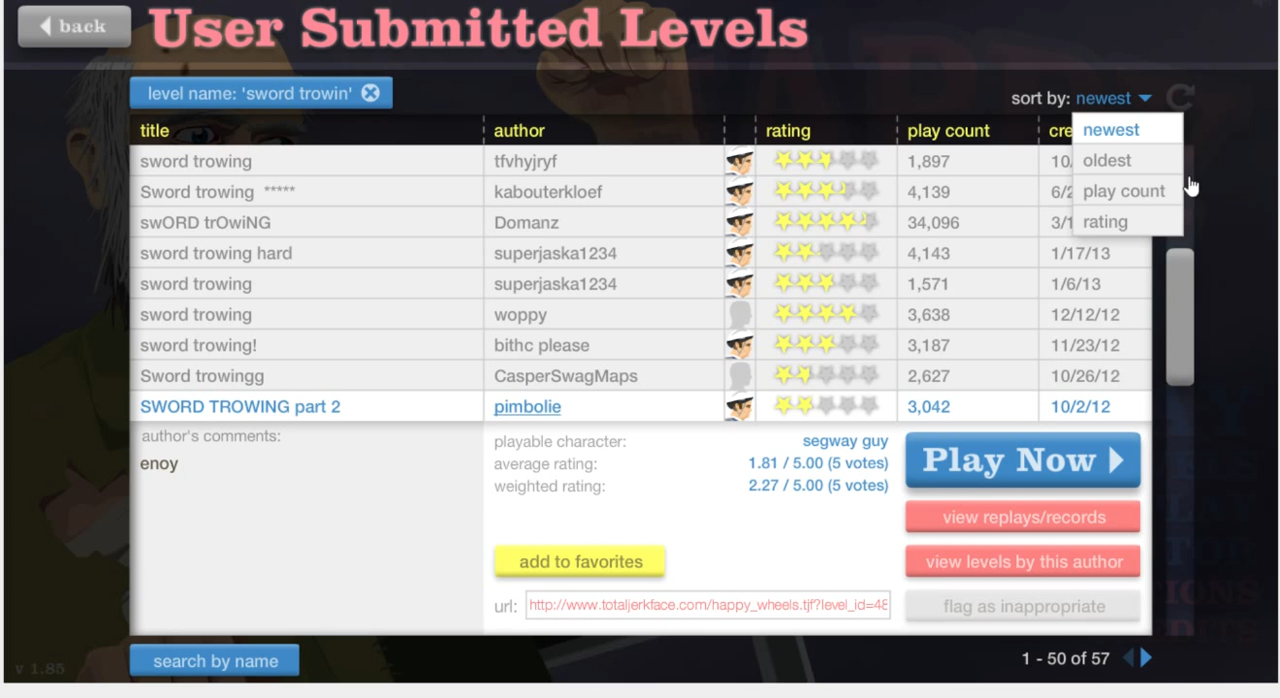 back
User Submitted Levels
level name: 'sword trowin'
sort by: newest
title author rating play count cre
newest
oldest
play count
rating
sword trowing tfvhyjryf 1,897 10/
Sword trowing ***** kabouterkloef 4,139 6/2
swORD trOwiNG Domanz 34,096 3/1
sword trowing hard superjaska1234 4,143 1/17/13
sword trowing superjaska1234 1,571 1/6/13
sword trowing woppy 3,638 12/12/12
sword trowing! bithc please 3,187 11/23/12
Sword trowingg CasperSwagMaps 2,627 10/26/12
SWORD TROWING part 2 pimbolie 3,042 10/2/12
author's comments:
enoy
playable character: segway guy
average rating: 1.81 / 5.00 (5 votes)
weighted rating: 2.27 / 5.00 (5 votes)
Play Now
view replays/records
add to favorites
view levels by this author
url: http://www.totaljerkface.com/happy_wheels.tjf?level_id=48
flag as inappropriate
search by name
1 - 50 of 57
v 1.85